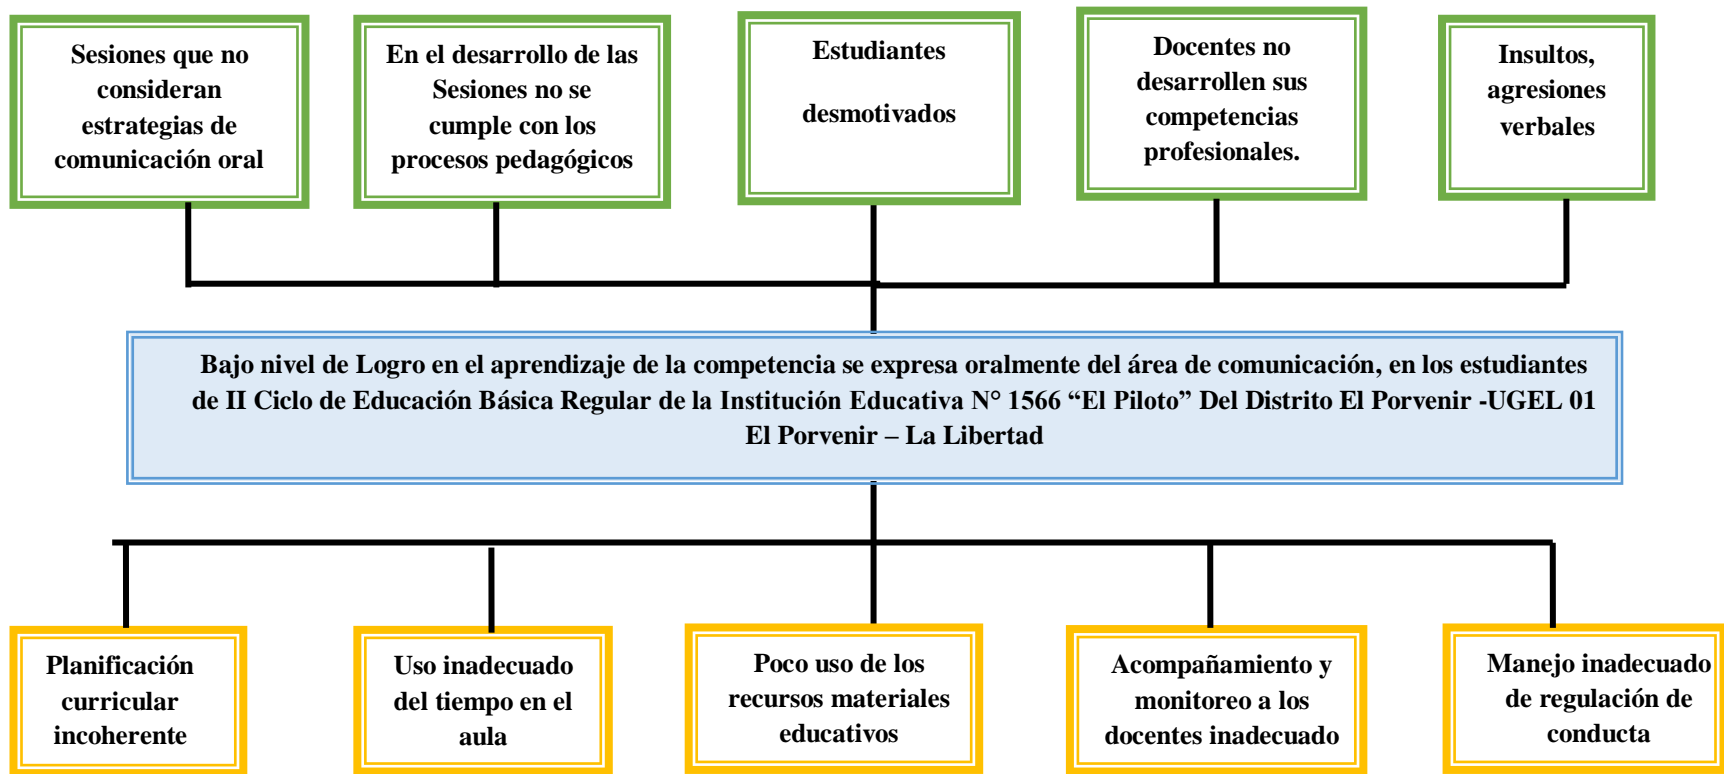 Sesiones que no
consideran
estrategias de
comunicación oral
En el desarrollo de las
Sesiones no se
cumple con los
procesos pedagógicos
Estudiantes
desmotivados
Docentes no
desarrollen sus
competencias
profesionales.
Insultos,
agresiones
verbales
Bajo nivel de Logro en el aprendizaje de la competencia se expresa oralmente del área de comunicación, en los estudiantes
de II Ciclo de Educación Básica Regular de la Institución Educativa N° 1566 “El Piloto” Del Distrito El Porvenir -UGEL 01
El Porvenir – La Libertad
Planificación
curricular
incoherente
Uso inadecuado
del tiempo en el
aula
Poco uso de los
recursos materiales
educativos
Acompañamiento y
monitoreo a los
docentes inadecuado
Manejo inadecuado
de regulación de
conducta